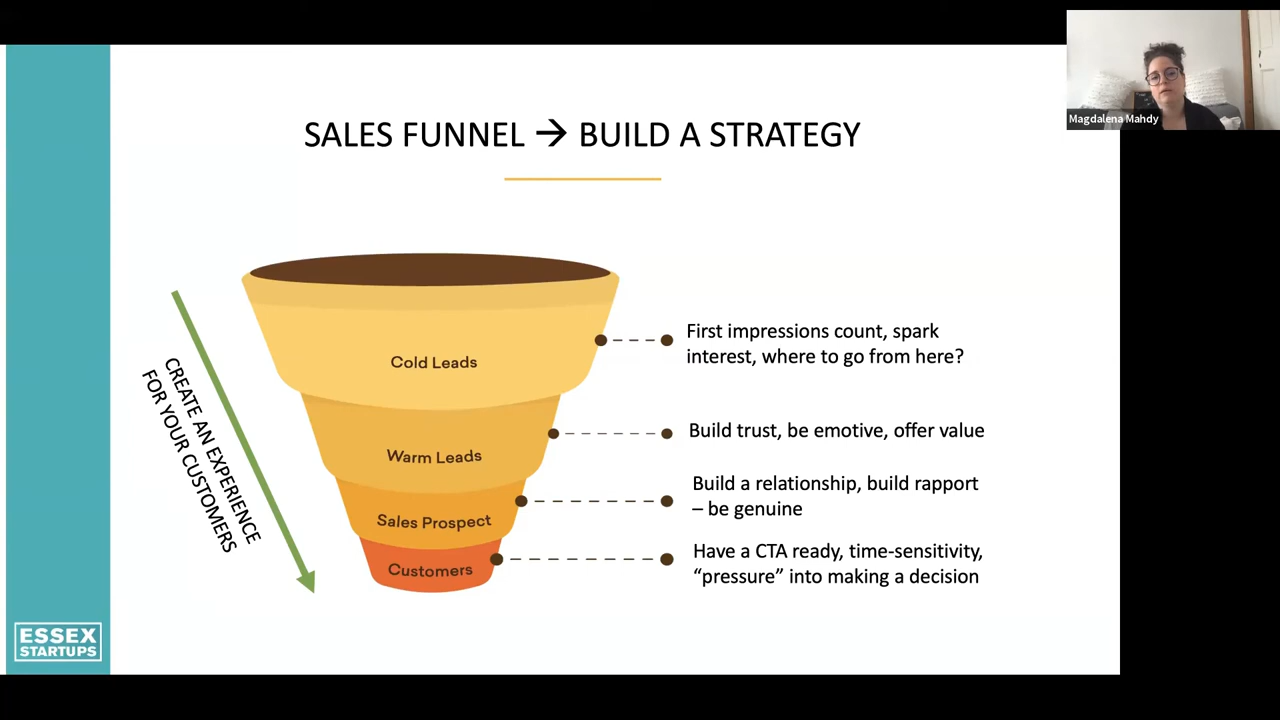 Magdalena Mahdy
SALES FUNNEL → BUILD A STRATEGY
CREATE AN EXPERIENCE
FOR YOUR CUSTOMERS
Cold Leads
First impressions count, spark
interest, where to go from here?
Warm Leads
Build trust, be emotive, offer value
Sales Prospect
Build a relationship, build rapport
– be genuine
Customers
Have a CTA ready, time-sensitivity,
“pressure” into making a decision
ESSEX
STARTUPS